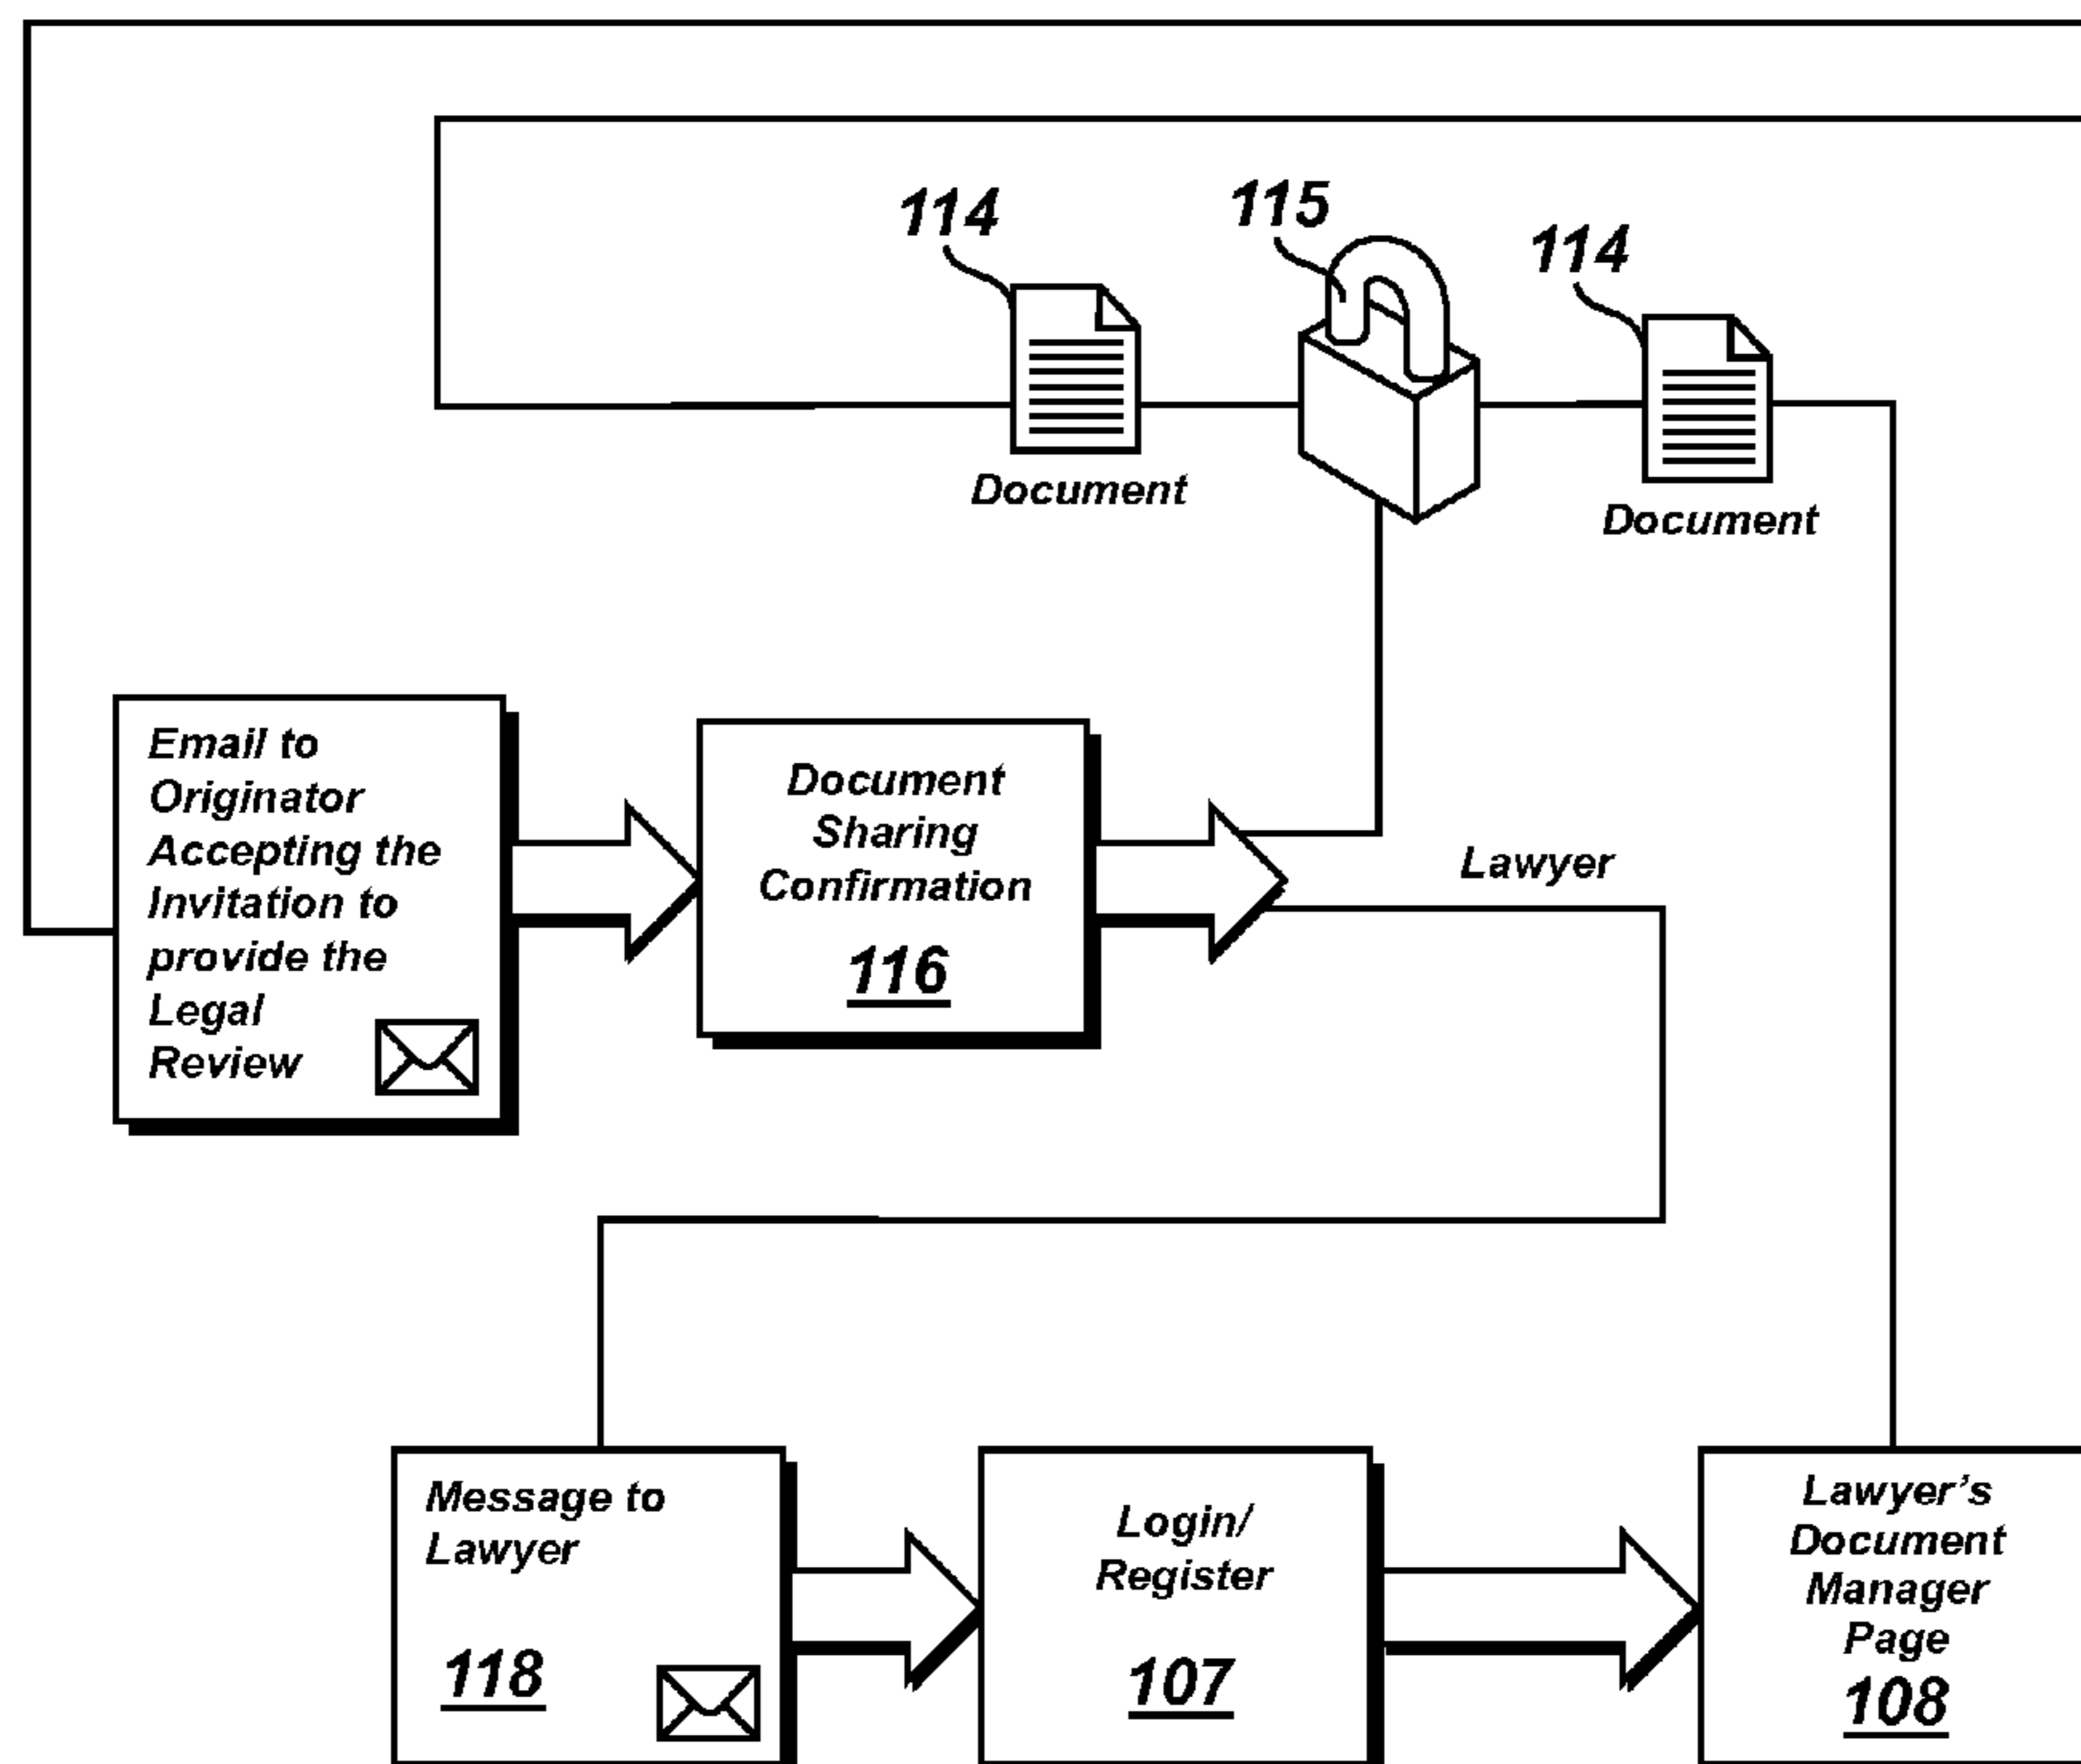 114
115
114
Document
Document
Email to
Originator
Accepting the
Invitation to
provide the
Legal
Review
Document
Sharing
Confirmation
116
Lawyer
Message to
Lawyer
118
Login/
Register
107
Lawyer's
Document
Manager
Page
108